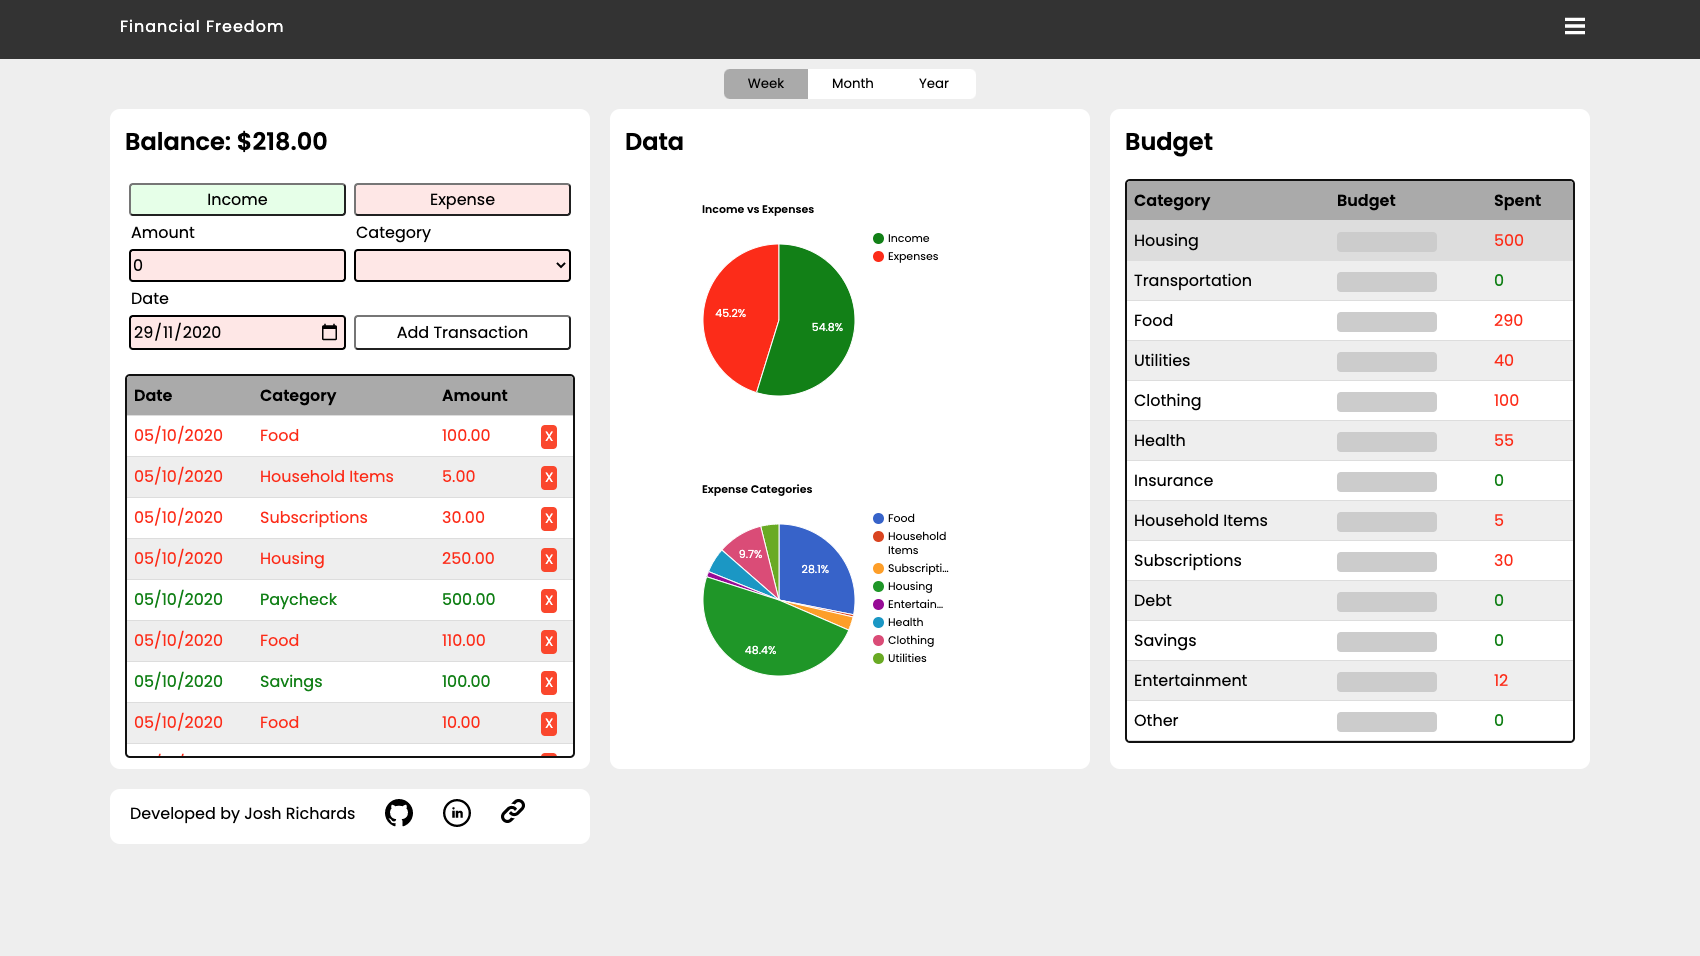 Financial Freedom
Week Month Year
Balance: $218.00
Income Expense
Amount Category
0
Date
29/11/2020 Add Transaction
Date Category Amount
05/10/2020 Food 100.00 X
05/10/2020 Household Items 5.00 X
05/10/2020 Subscriptions 30.00 X
05/10/2020 Housing 250.00 X
05/10/2020 Paycheck 500.00 X
05/10/2020 Food 110.00 X
05/10/2020 Savings 100.00 X
05/10/2020 Food 10.00 X
Data
Income vs Expenses
Income
Expenses
45.2%
54.8%
Expense Categories
Food
Household
Items
Subscripti...
Housing
Entertain...
Health
Clothing
Utilities
9.7%
28.1%
48.4%
Budget
Category Budget Spent
Housing 500
Transportation 0
Food 290
Utilities 40
Clothing 100
Health 55
Insurance 0
Household Items 5
Subscriptions 30
Debt 0
Savings 0
Entertainment 12
Other 0
Developed by Josh Richards in